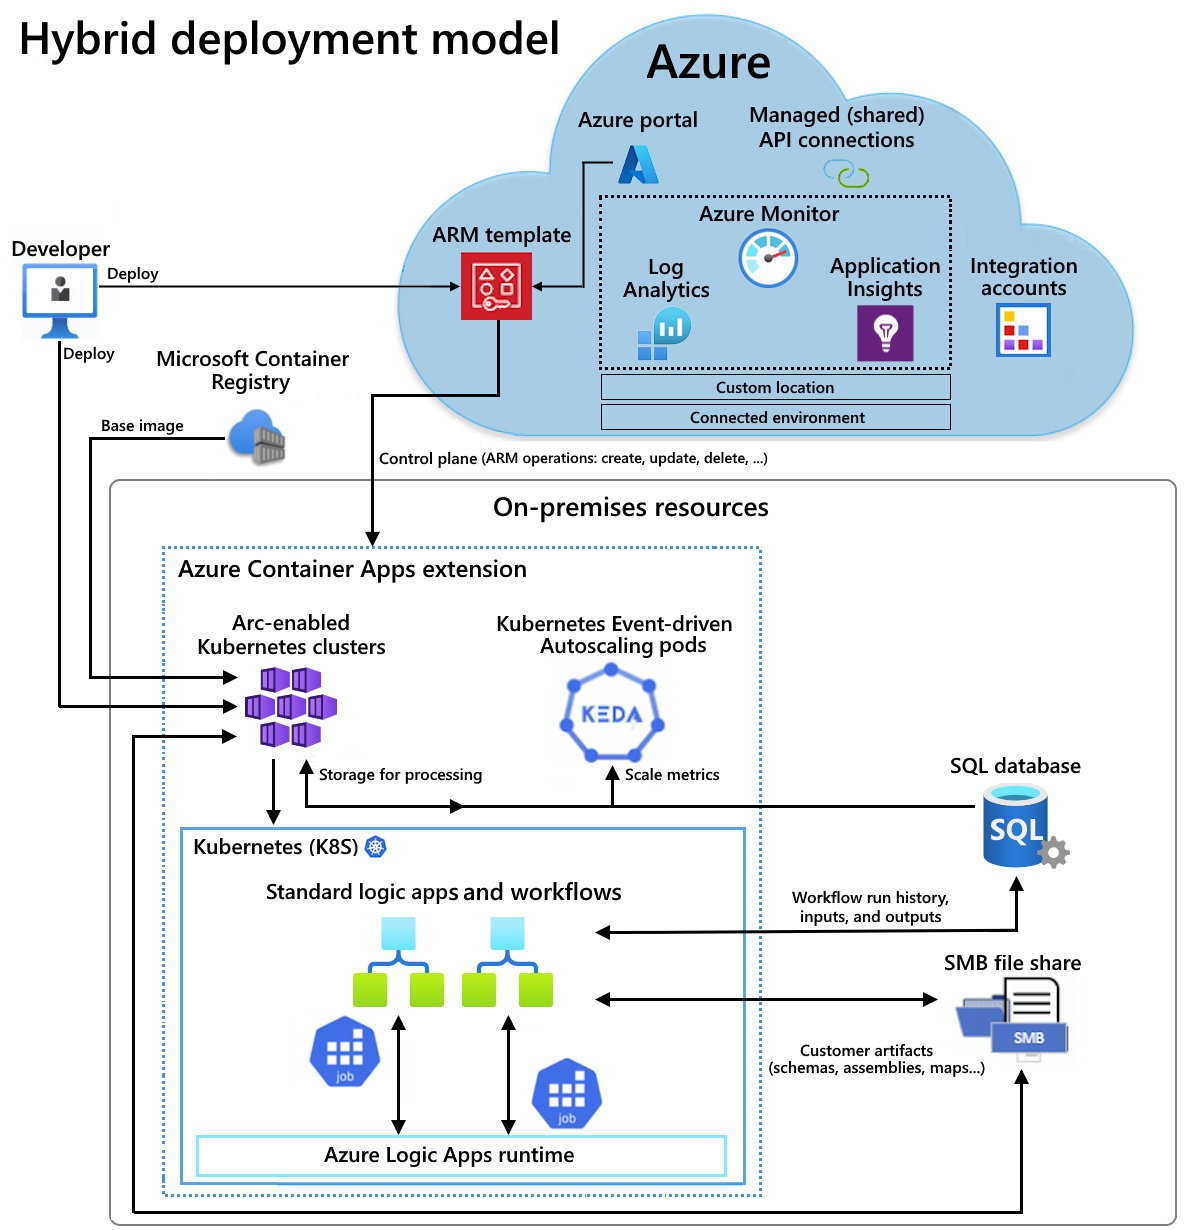 Hybrid deployment model
Azure
Azure portal
Managed (shared)
API connections
Azure Monitor
ARM template
Log
Analytics
Application
Insights
Integration
accounts
Developer
Deploy
Deploy
Microsoft Container
Registry
Base image
Custom location
Connected environment
Control plane (ARM operations: create, update, delete, ...)
On-premises resources
Azure Container Apps extension
Arc-enabled
Kubernetes clusters
Kubernetes Event-driven
Autoscaling pods
KEDA
Storage for processing
Scale metrics
SQL database
SQL
Kubernetes (K8S)
Standard logic apps and workflows
Workflow run history,
inputs, and outputs
SMB file share
SMB
Customer artifacts
(schemas, assemblies, maps...)
job
job
Azure Logic Apps runtime